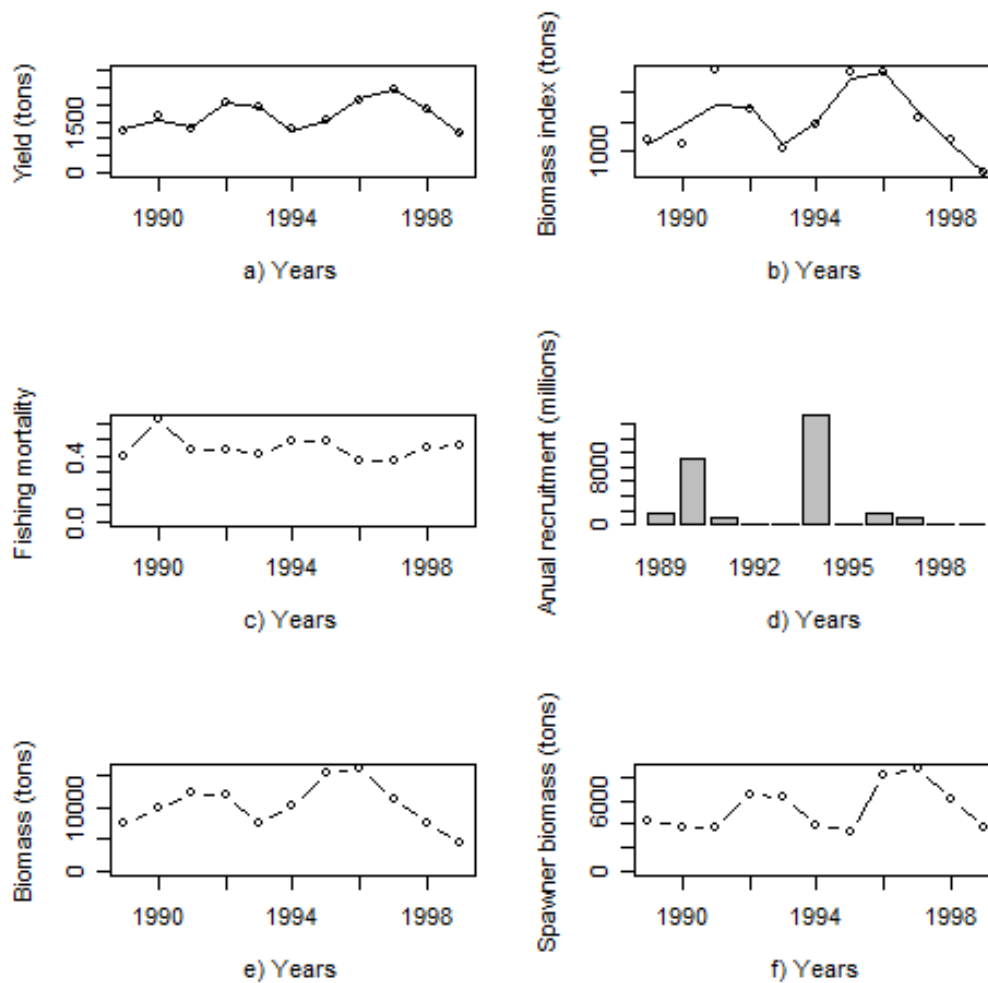 Yield (tons)
0 1500
1990 1994 1998
a) Years
Biomass index (tons)
1000
1990 1994 1998
b) Years
Fishing mortality
0.0 0.4
1990 1994 1998
c) Years
Anual recruitment (millions)
0 8000
1989 1992 1995 1998
d) Years
Biomass (tons)
0 10000
1990 1994 1998
e) Years
Spawner biomass (tons)
0 6000
1990 1994 1998
f) Years